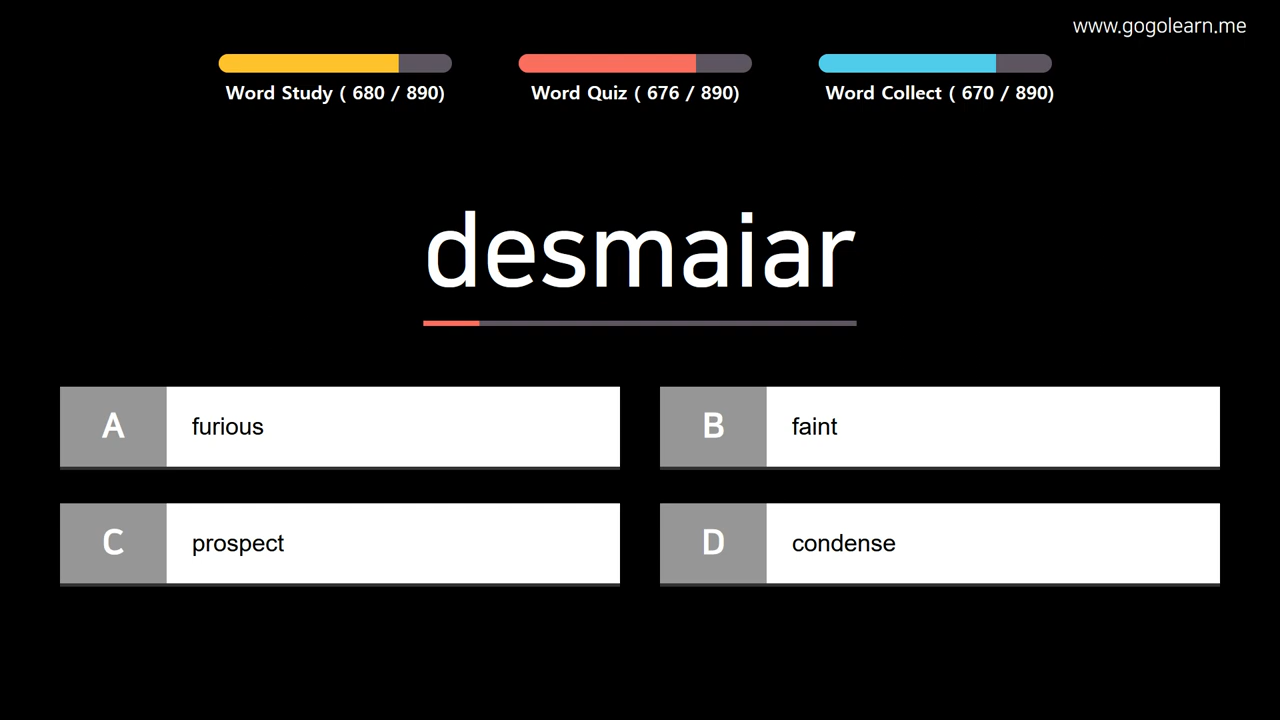 www.gogolearn.me
Word Study ( 680 / 890)
Word Quiz ( 676 / 890)
Word Collect ( 670 / 890)
desmaiar
A
furious
B
faint
C
prospect
D
condense